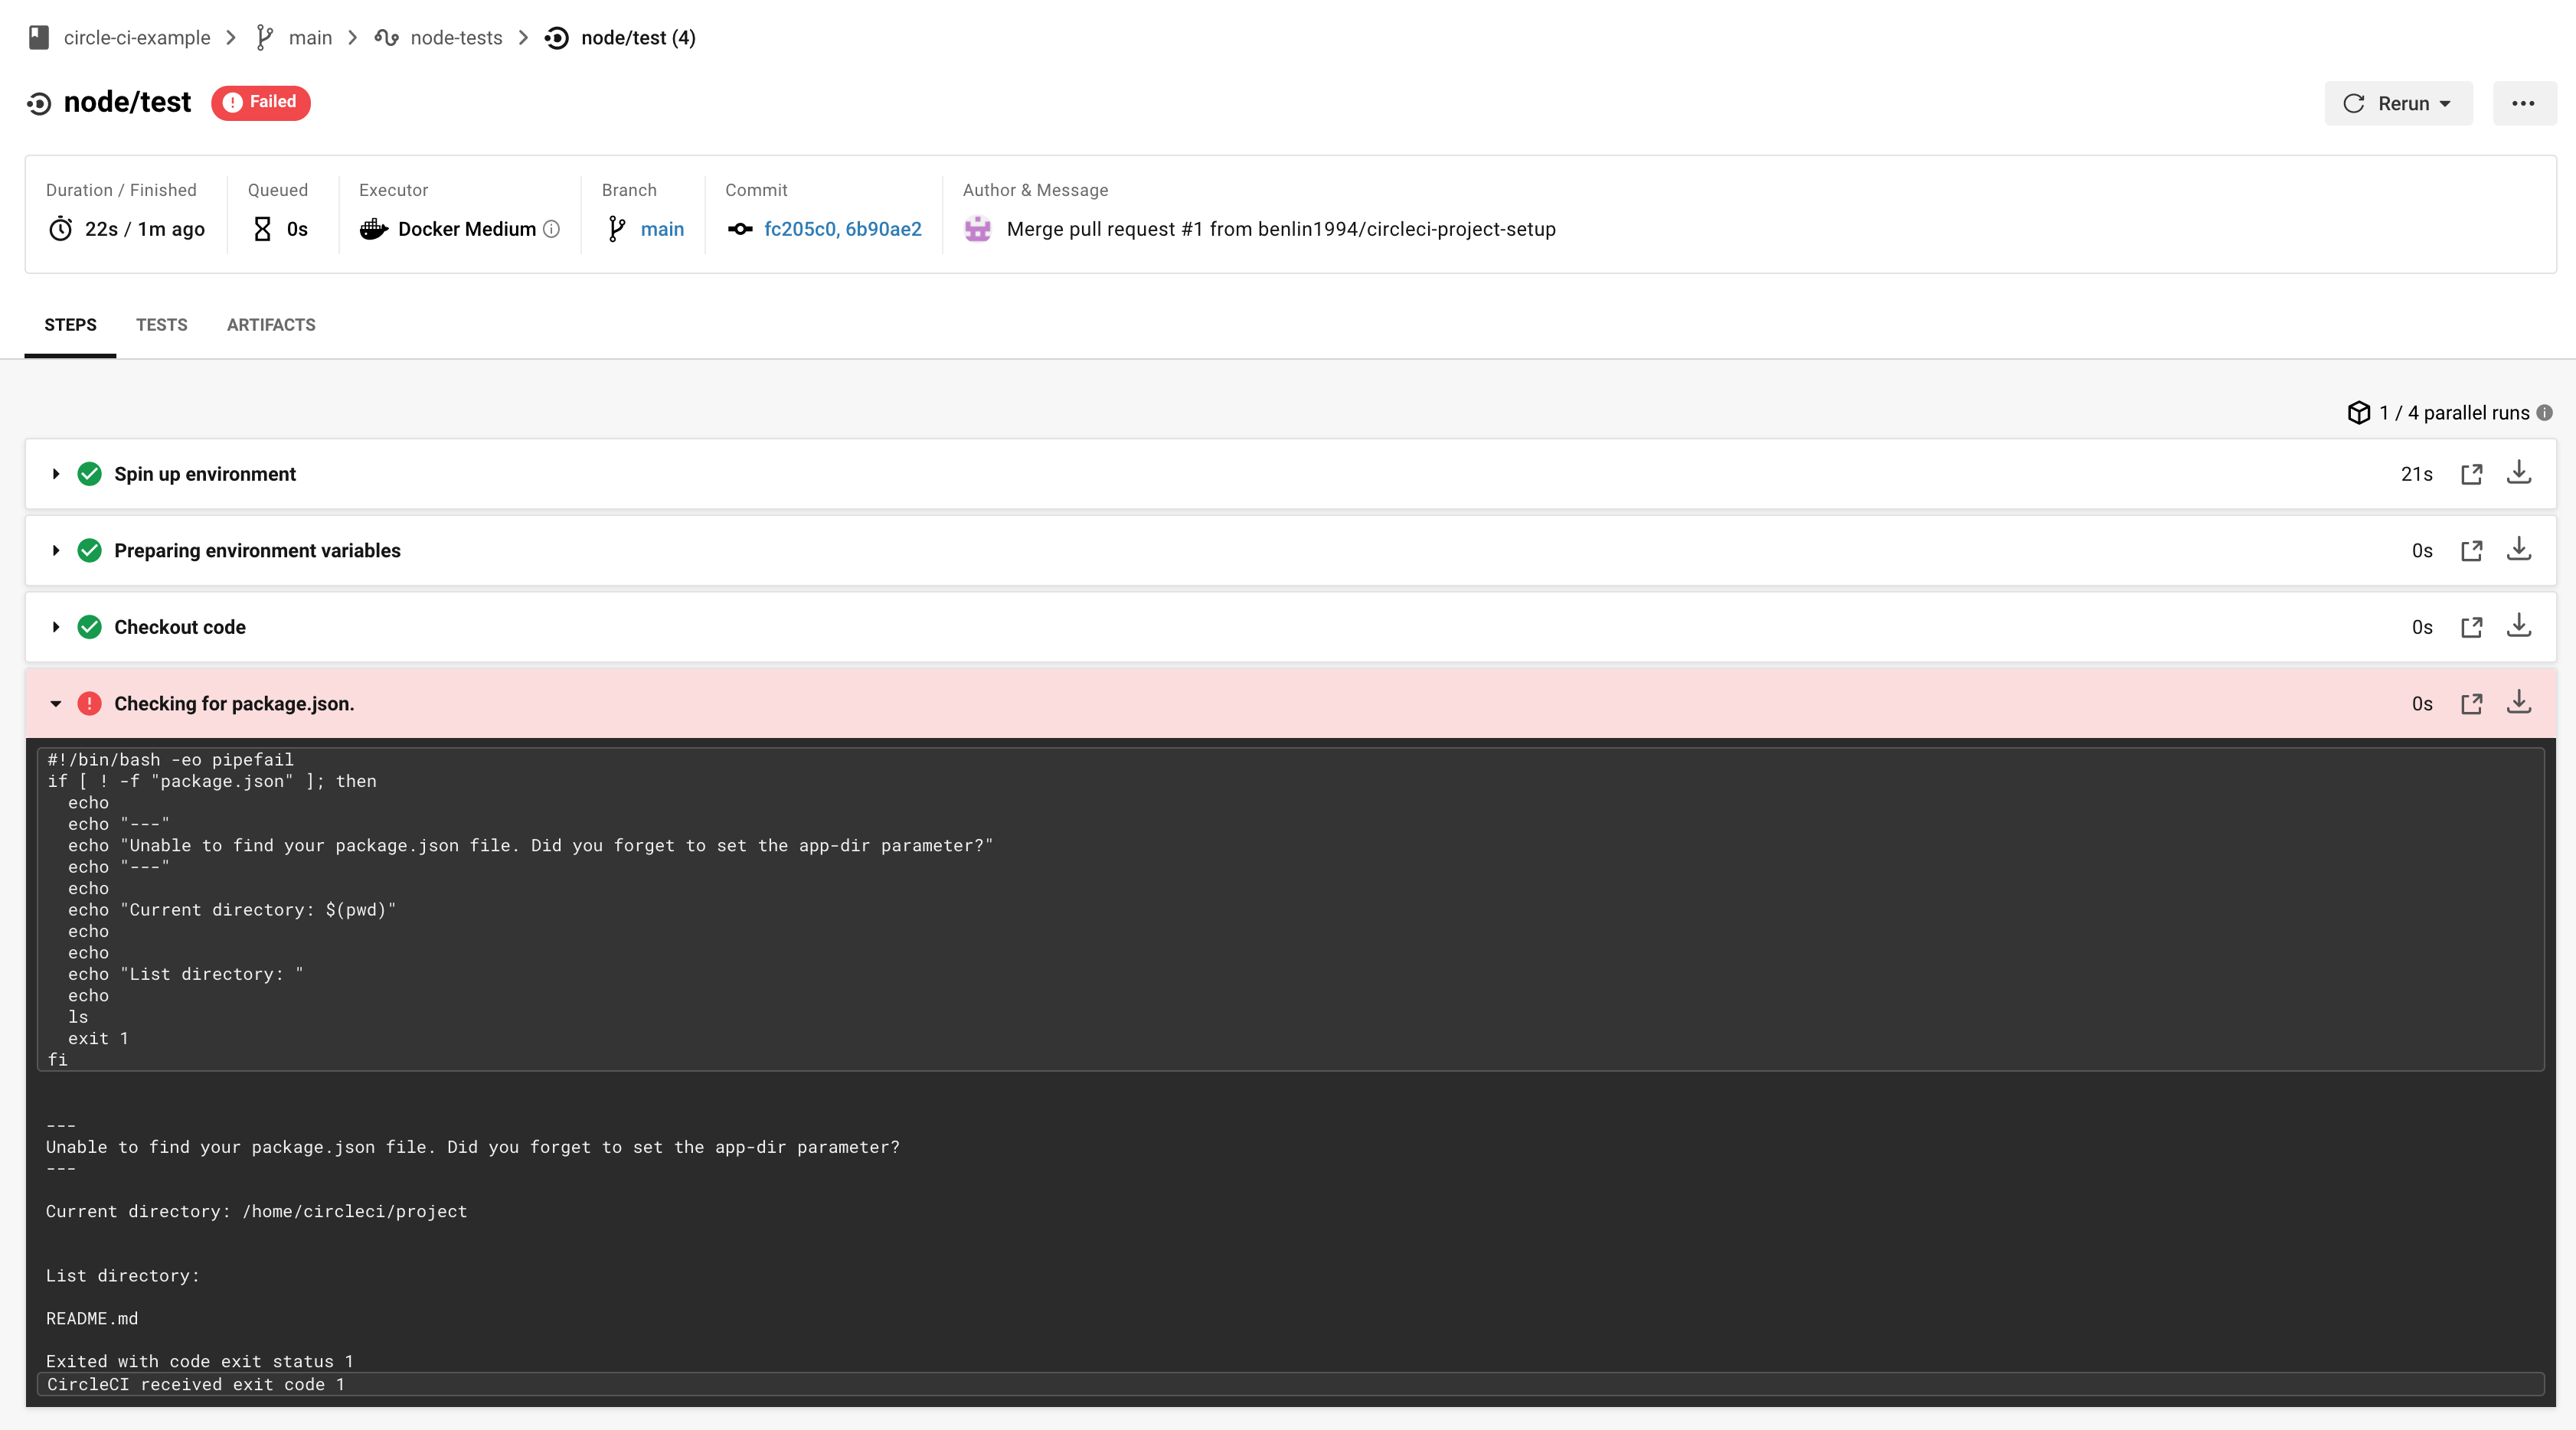 circle-ci-example main node-tests node/test (4)
node/test Failed Rerun
Duration / Finished Queued Executor Branch Commit Author & Message
22s / 1m ago 0s Docker Medium main fc205c0, 6b90ae2 Merge pull request #1 from benlin1994/circleci-project-setup
STEPS TESTS ARTIFACTS
1 / 4 parallel runs
Spin up environment 21s
Preparing environment variables 0s
Checkout code 0s
Checking for package.json. 0s
#!/bin/bash -eo pipefail
if [ ! -f "package.json" ]; then
  echo
  echo "---"
  echo "Unable to find your package.json file. Did you forget to set the app-dir parameter?"
  echo "---"
  echo
  echo "Current directory: $(pwd)"
  echo
  echo
  echo "List directory: "
  echo
  ls
  exit 1
fi
---
Unable to find your package.json file. Did you forget to set the app-dir parameter?
---
Current directory: /home/circleci/project
List directory:
README.md
Exited with code exit status 1
CircleCI received exit code 1